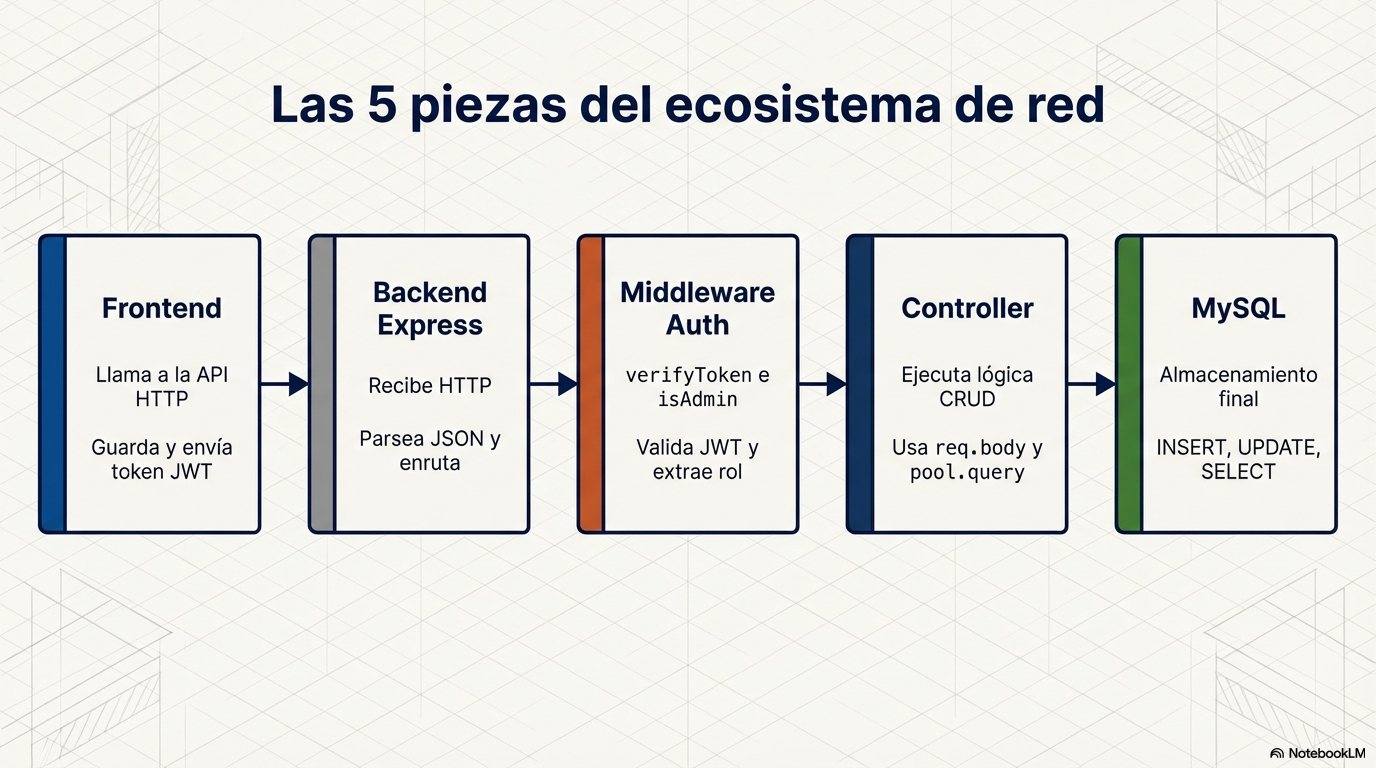 Las 5 piezas del ecosistema de red
Frontend
Llama a la API
HTTP
Guarda y envía
token JWT
Backend
Express
Recibe HTTP
Parsea JSON y
enruta
Middleware
Auth
verifyToken e
isAdmin
Valida JWT y
extrae rol
Controller
Ejecuta lógica
CRUD
Usa req.body y
pool.query
MySQL
Almacenamiento
final
INSERT, UPDATE,
SELECT
NotebookLM